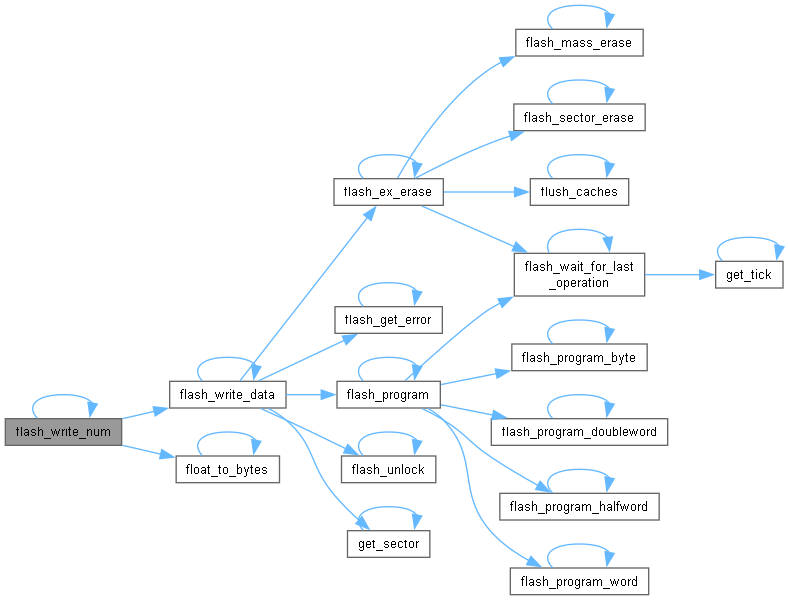 flash_mass_erase
flash_sector_erase
flash_ex_erase
flush_caches
flash_wait_for_last
_operation
get_tick
flash_get_error
flash_program_byte
flash_write_data
flash_program
flash_write_num
flash_program_doubleword
float_to_bytes
flash_unlock
flash_program_halfword
get_sector
flash_program_word